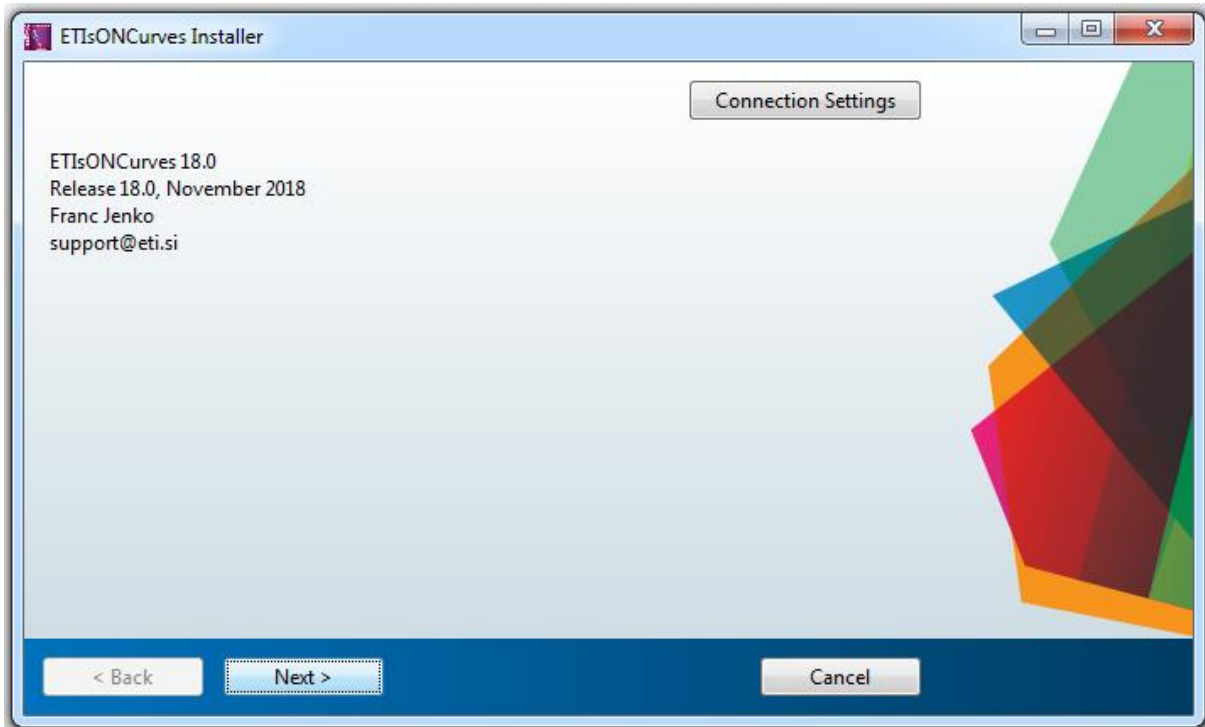 ETIsONCurves Installer
Connection Settings
ETIsONCurves 18.0
Release 18.0, November 2018
Franc Jenko
support@eti.si
< Back
Next >
Cancel